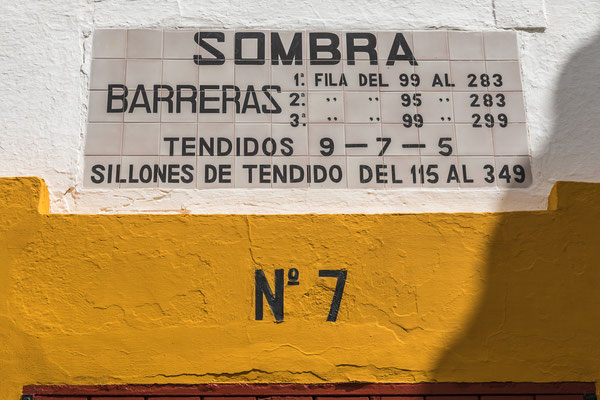 SOMBRA
1ª FILA DEL 99 AL 283
BARRERAS 2ª " " 95 " 283
3ª " " 99 " 299
TENDIDOS 9-7-5
SILLONES DE TENDIDO DEL 115 AL 349
Nº 7